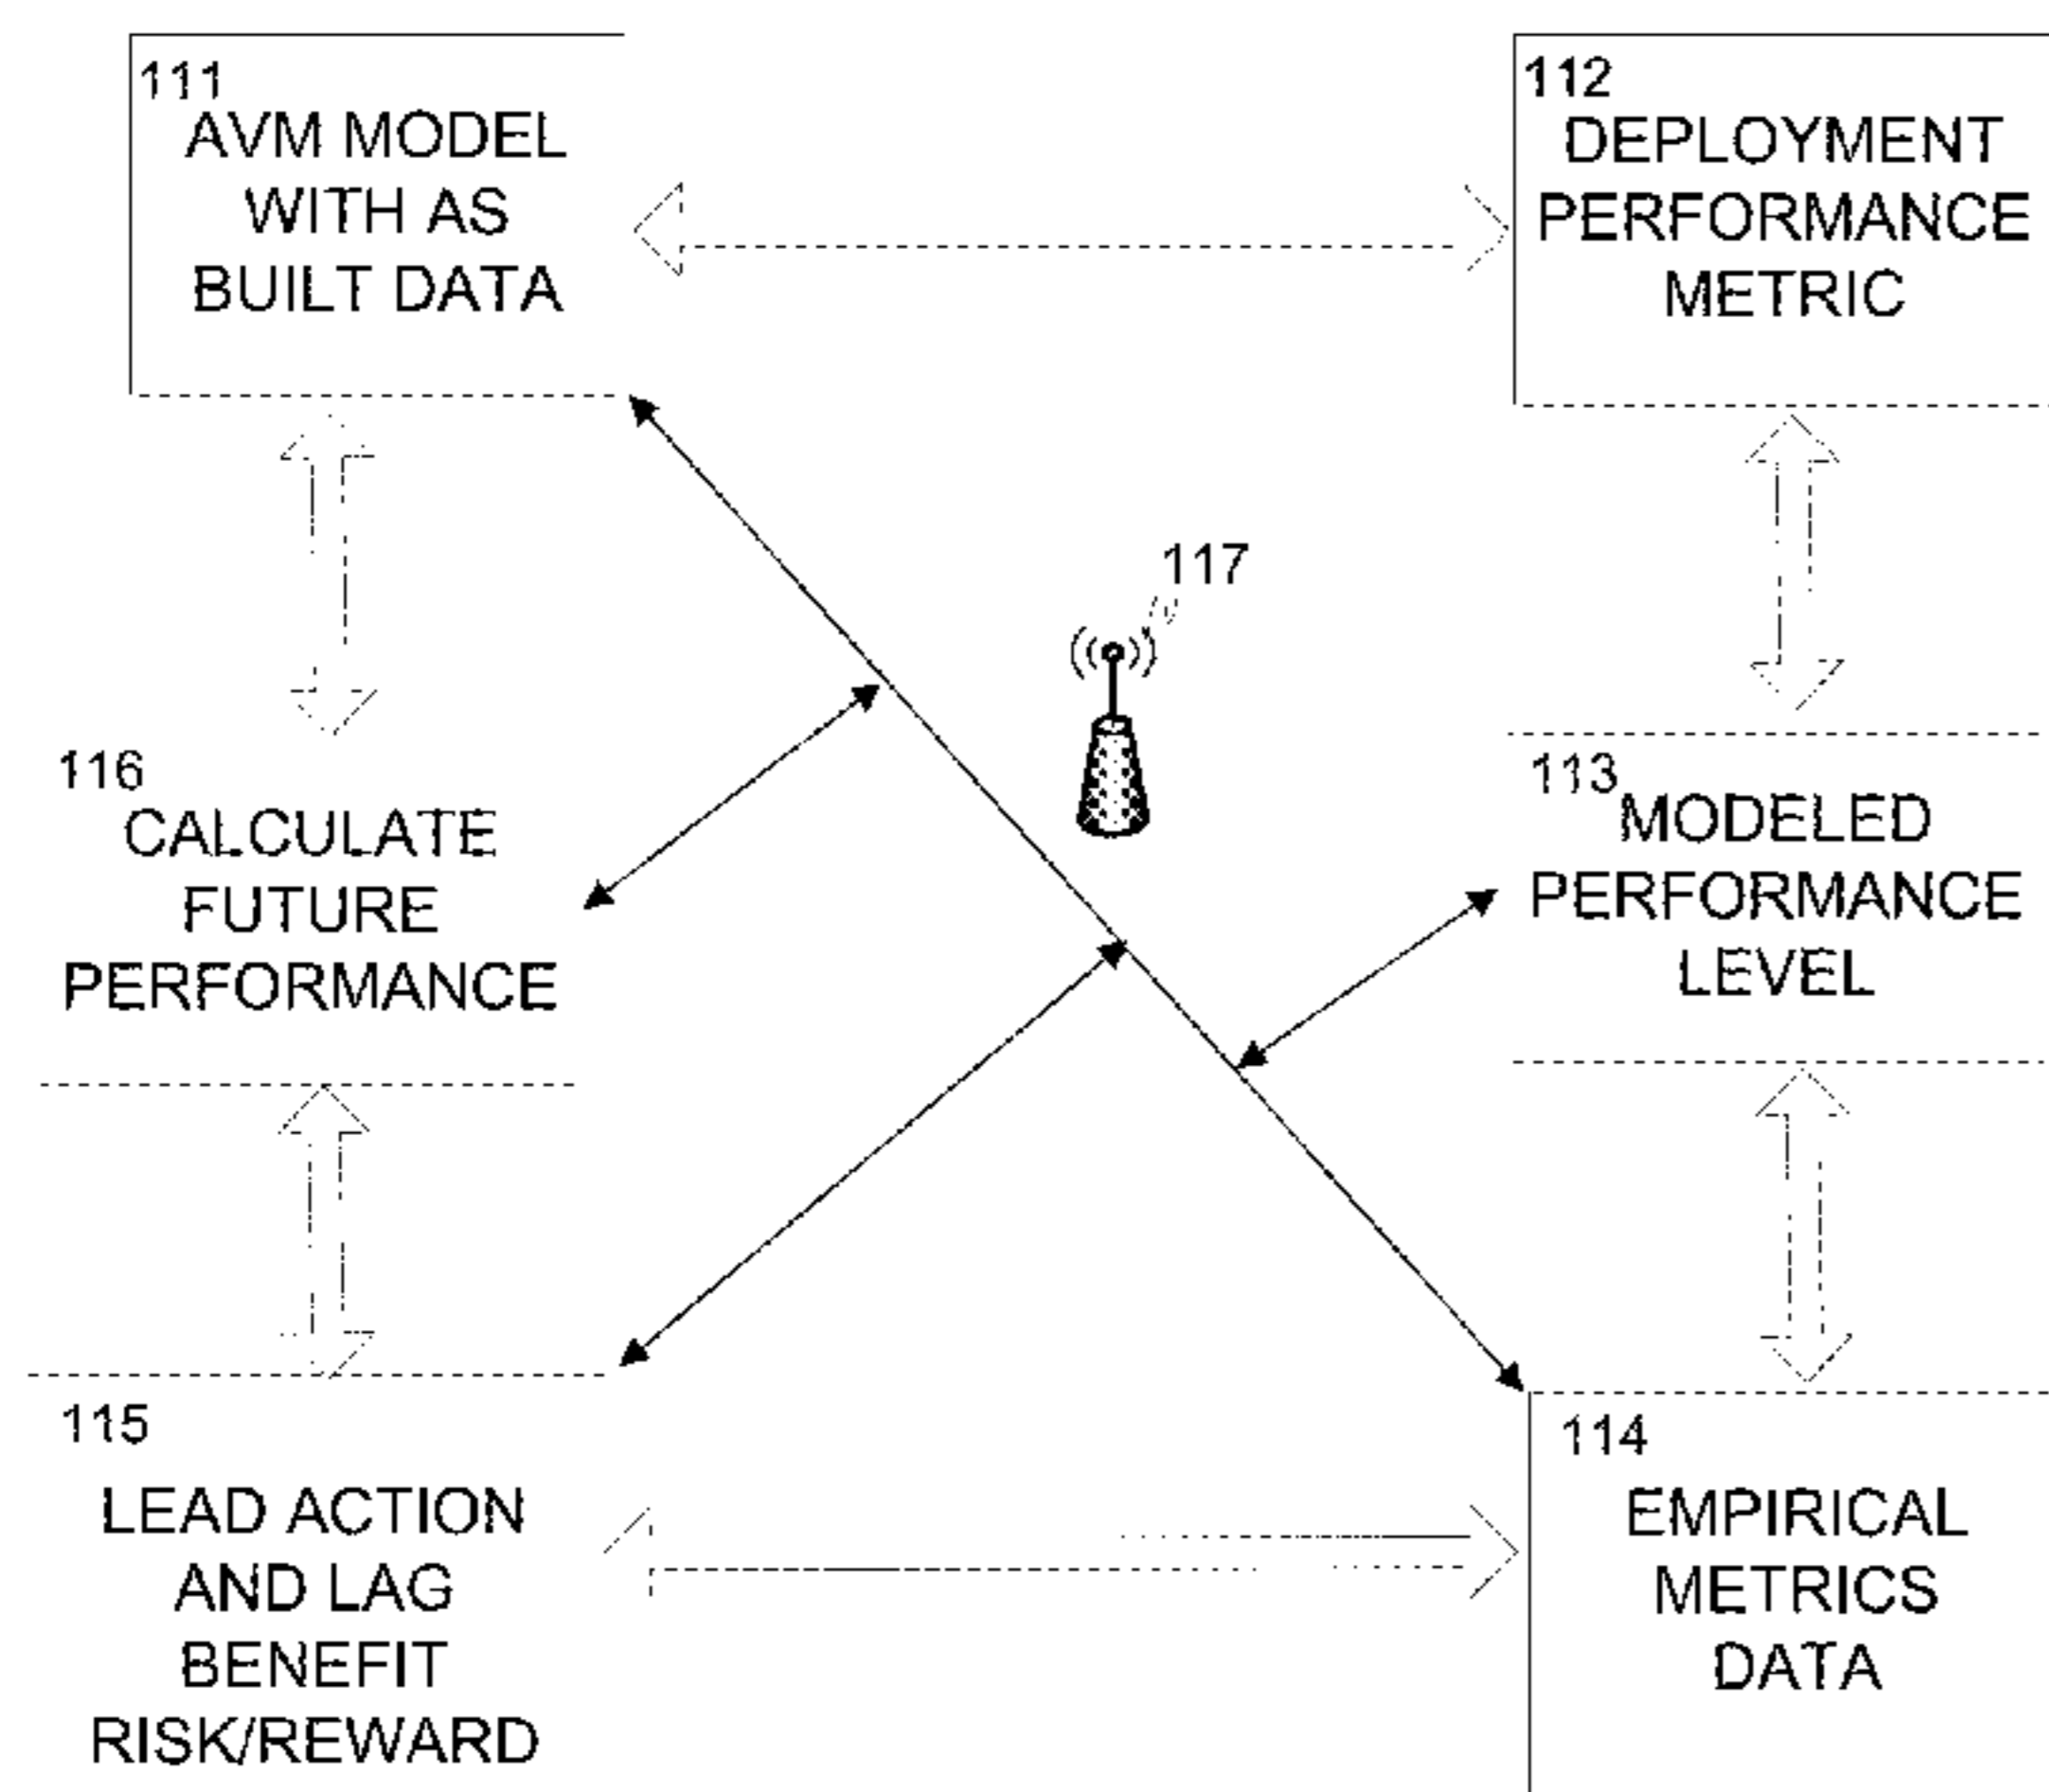 111
AVM MODEL
WITH AS
BUILT DATA
112
DEPLOYMENT
PERFORMANCE
METRIC
117
116
CALCULATE
FUTURE
PERFORMANCE
113
MODELED
PERFORMANCE
LEVEL
115
LEAD ACTION
AND LAG
BENEFIT
RISK/REWARD
114
EMPIRICAL
METRICS
DATA